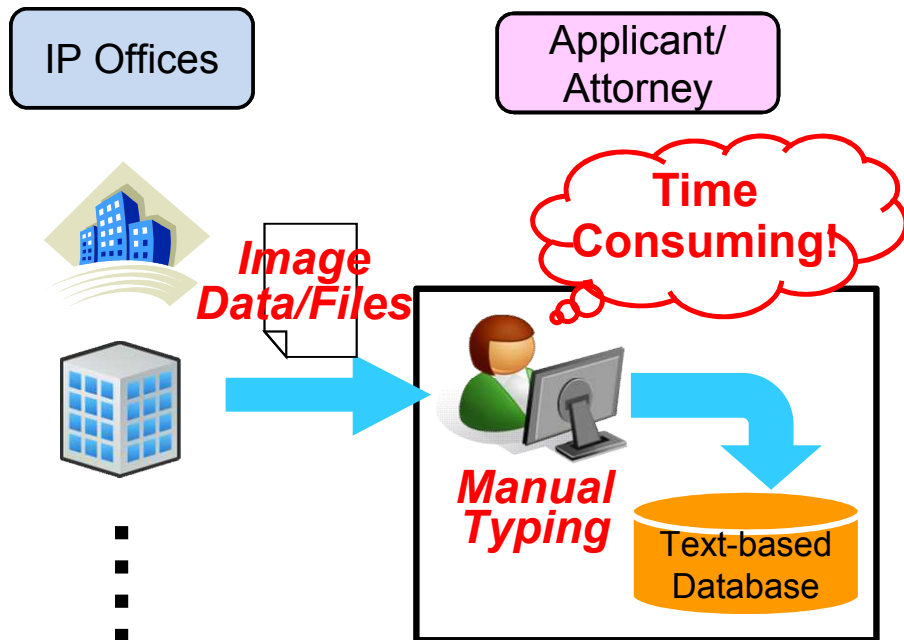 IP Offices
Applicant/
Attorney
Time
Consuming!
Image
Data/Files
Manual
Typing
Text-based
Database